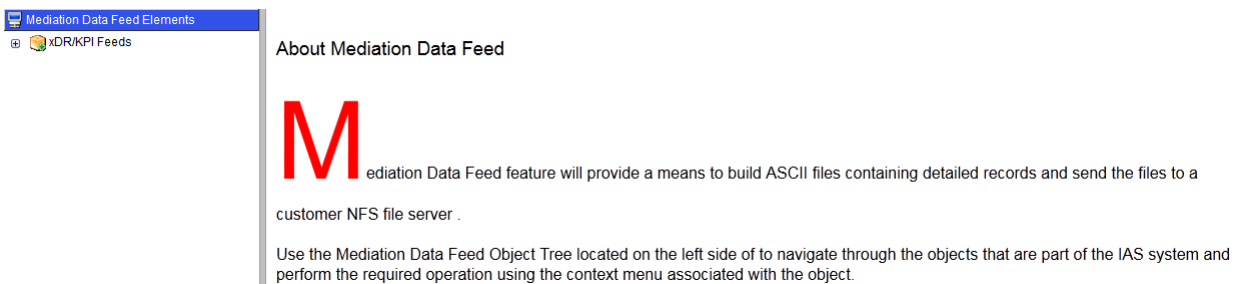 Mediation Data Feed Elements
xDR/KPI Feeds
About Mediation Data Feed
Mediation Data Feed feature will provide a means to build ASCII files containing detailed records and send the files to a
customer NFS file server .
Use the Mediation Data Feed Object Tree located on the left side of to navigate through the objects that are part of the IAS system and
perform the required operation using the context menu associated with the object.